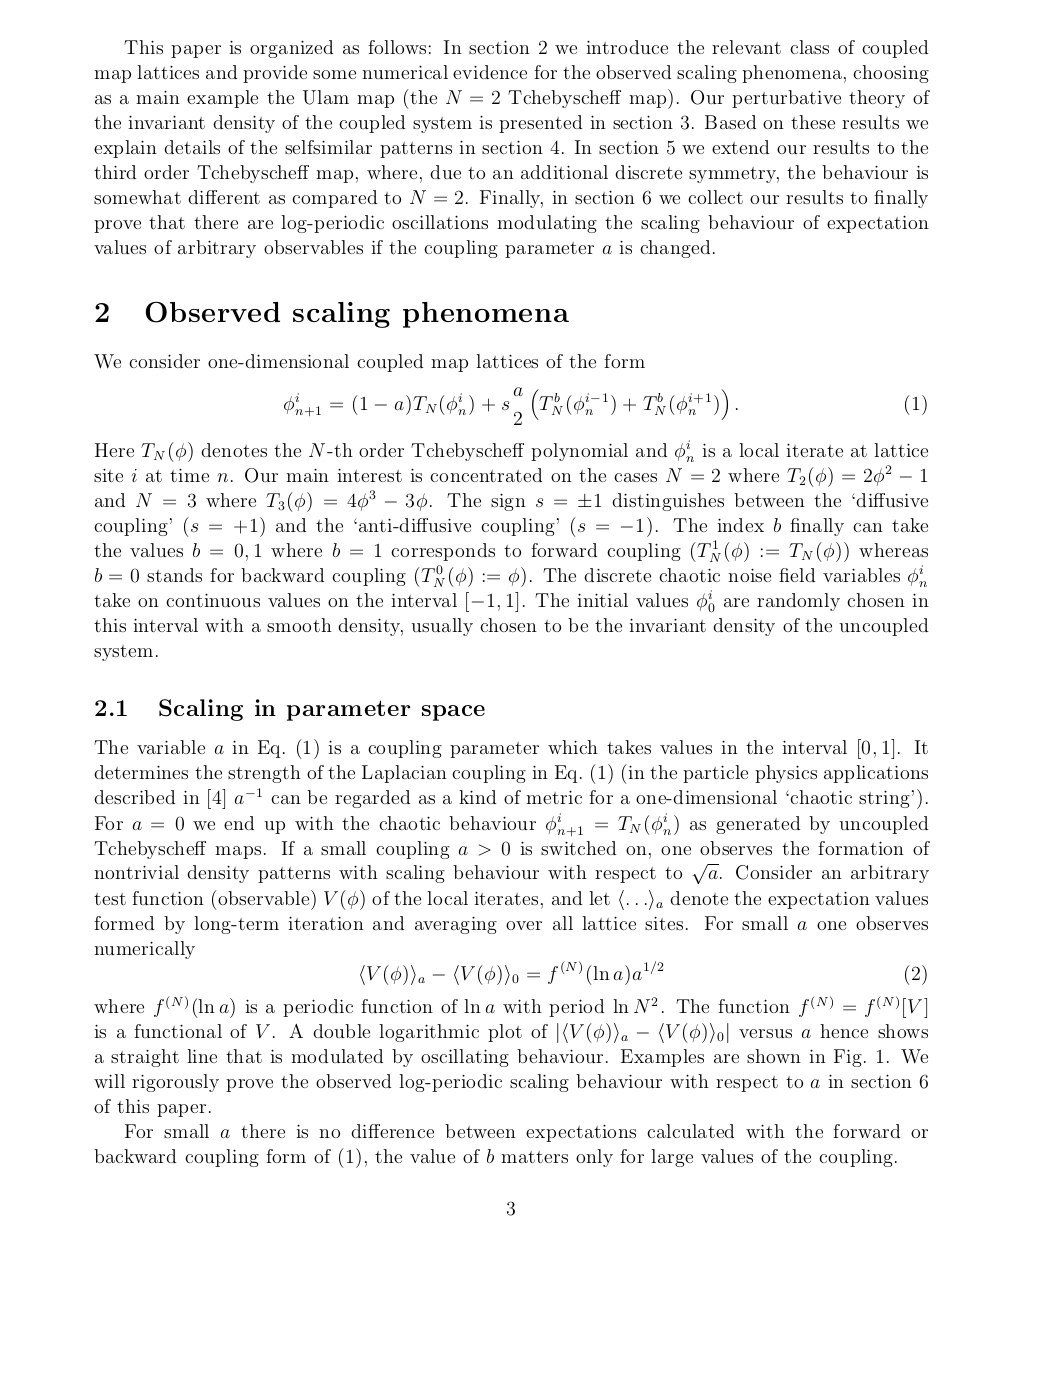 This paper is organized as follows: In section 2 we introduce the relevant class of coupled
map lattices and provide some numerical evidence for the observed scaling phenomena, choosing
as a main example the Ulam map (the N = 2 Tchebyscheff map). Our perturbative theory of
the invariant density of the coupled system is presented in section 3. Based on these results we
explain details of the selfsimilar patterns in section 4. In section 5 we extend our results to the
third order Tchebyscheff map, where, due to an additional discrete symmetry, the behaviour is
somewhat different as compared to N = 2. Finally, in section 6 we collect our results to finally
prove that there are log-periodic oscillations modulating the scaling behaviour of expectation
values of arbitrary observables if the coupling parameter a is changed.
2 Observed scaling phenomena
We consider one-dimensional coupled map lattices of the form
$\phi_{n+1}^i = (1 - a)T_N(\phi_n^i) + s\frac{a}{2}\left(T_N^b(\phi_n^{i-1}) + T_N^b(\phi_n^{i+1})\right).$ (1)
Here $T_N(\phi)$ denotes the N-th order Tchebyscheff polynomial and $\phi_n^i$ is a local iterate at lattice
site i at time n. Our main interest is concentrated on the cases N = 2 where $T_2(\phi) = 2\phi^2 - 1$
and N = 3 where $T_3(\phi) = 4\phi^3 - 3\phi$. The sign s = ±1 distinguishes between the ‘diffusive
coupling’ (s = +1) and the ‘anti-diffusive coupling’ (s = −1). The index b finally can take
the values b = 0, 1 where b = 1 corresponds to forward coupling ($T_N^1(\phi) := T_N(\phi)$) whereas
b = 0 stands for backward coupling ($T_N^0(\phi) := \phi$). The discrete chaotic noise field variables $\phi_n^i$
take on continuous values on the interval [−1, 1]. The initial values $\phi_0^i$ are randomly chosen in
this interval with a smooth density, usually chosen to be the invariant density of the uncoupled
system.
2.1 Scaling in parameter space
The variable a in Eq. (1) is a coupling parameter which takes values in the interval [0, 1]. It
determines the strength of the Laplacian coupling in Eq. (1) (in the particle physics applications
described in [4] $a^{-1}$ can be regarded as a kind of metric for a one-dimensional ‘chaotic string’).
For a = 0 we end up with the chaotic behaviour $\phi_{n+1}^i = T_N(\phi_n^i)$ as generated by uncoupled
Tchebyscheff maps. If a small coupling a > 0 is switched on, one observes the formation of
nontrivial density patterns with scaling behaviour with respect to $\sqrt{a}$. Consider an arbitrary
test function (observable) $V(\phi)$ of the local iterates, and let $\langle\ldots\rangle_a$ denote the expectation values
formed by long-term iteration and averaging over all lattice sites. For small a one observes
numerically
$\langle V(\phi)\rangle_a - \langle V(\phi)\rangle_0 = f^{(N)}(\ln a)a^{1/2}$ (2)
where $f^{(N)}(\ln a)$ is a periodic function of ln a with period $\ln N^2$. The function $f^{(N)} = f^{(N)}[V]$
is a functional of V. A double logarithmic plot of $|\langle V(\phi)\rangle_a - \langle V(\phi)\rangle_0|$ versus a hence shows
a straight line that is modulated by oscillating behaviour. Examples are shown in Fig. 1. We
will rigorously prove the observed log-periodic scaling behaviour with respect to a in section 6
of this paper.
For small a there is no difference between expectations calculated with the forward or
backward coupling form of (1), the value of b matters only for large values of the coupling.
3